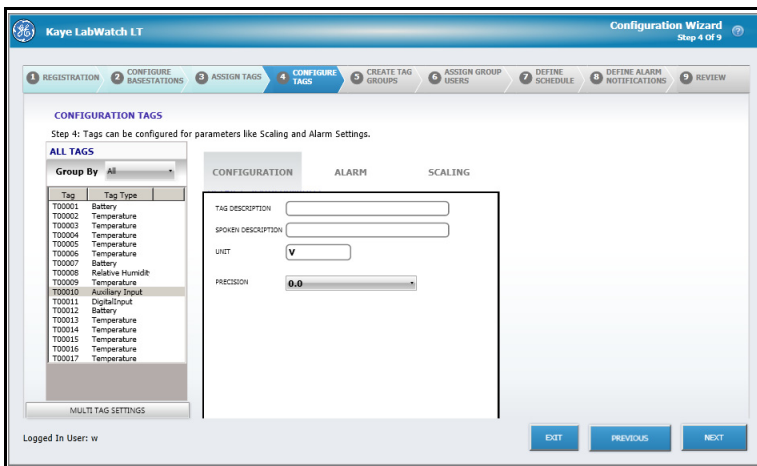 Kaye LabWatch LT
Configuration Wizard
Step 4 Of 9
1 REGISTRATION
2 CONFIGURE BASESTATIONS
3 ASSIGN TAGS
4 CONFIGURE TAGS
5 CREATE TAG GROUPS
6 ASSIGN GROUP USERS
7 DEFINE SCHEDULE
8 DEFINE ALARM NOTIFICATIONS
9 REVIEW
CONFIGURATION TAGS
Step 4: Tags can be configured for parameters like Scaling and Alarm Settings.
ALL TAGS
Group By All
Tag Tag Type
T00001 Battery
T00002 Temperature
T00003 Temperature
T00004 Temperature
T00005 Temperature
T00006 Temperature
T00007 Battery
T00008 Relative Humidit
T00009 Temperature
T00010 Auxiliary Input
T00011 DigitalInput
T00012 Battery
T00013 Temperature
T00014 Temperature
T00015 Temperature
T00016 Temperature
T00017 Temperature
MULTI TAG SETTINGS
CONFIGURATION ALARM SCALING
TAG DESCRIPTION
SPOKEN DESCRIPTION
UNIT V
PRECISION 0.0
Logged In User: w
EXIT PREVIOUS NEXT